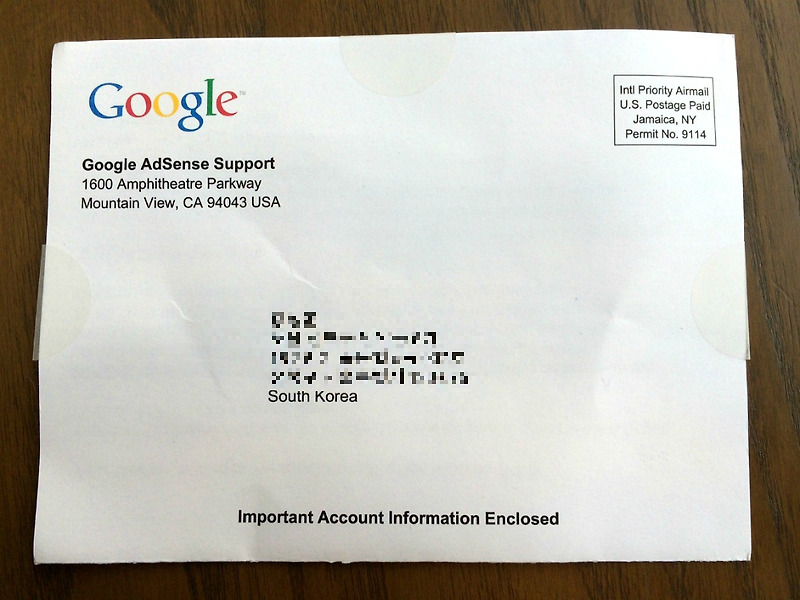 Google™
Intl Priority Airmail
U.S. Postage Paid
Jamaica, NY
Permit No. 9114
Google AdSense Support
1600 Amphitheatre Parkway
Mountain View, CA 94043 USA
South Korea
Important Account Information Enclosed